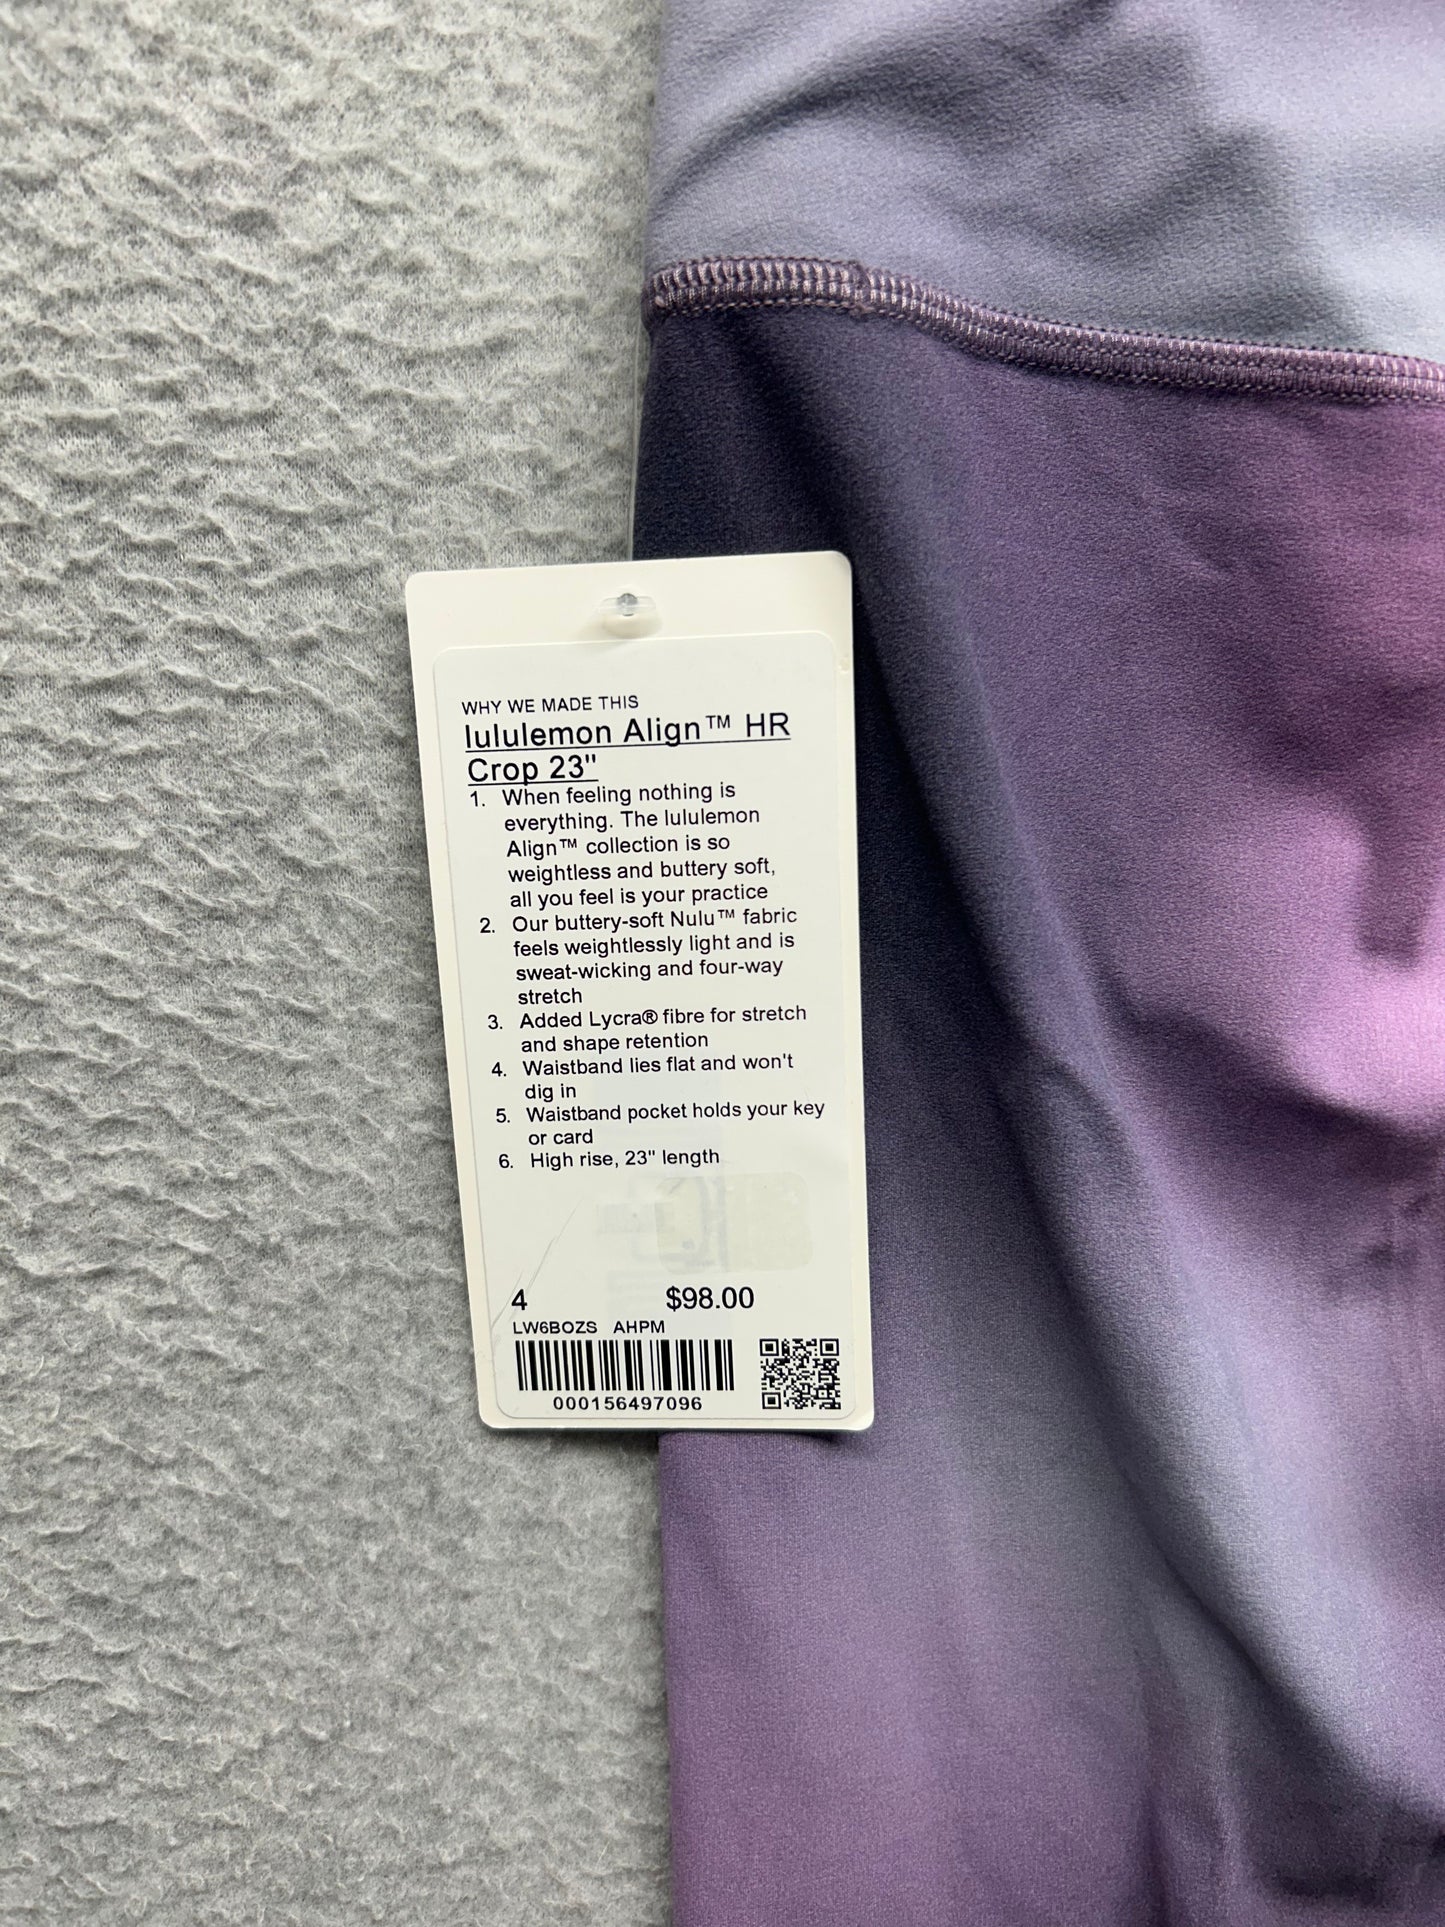 WHY WE MADE THIS
lululemon Align™ HR
Crop 23"
1. When feeling nothing is
everything. The lululemon
Align™ collection is so
weightless and buttery soft,
all you feel is your practice
2. Our buttery-soft Nulu™ fabric
feels weightlessly light and is
sweat-wicking and four-way
stretch
3. Added Lycra® fibre for stretch
and shape retention
4. Waistband lies flat and won't
dig in
5. Waistband pocket holds your key
or card
6. High rise, 23" length
4 $98.00
LW6BOZS AHPM
000156497096